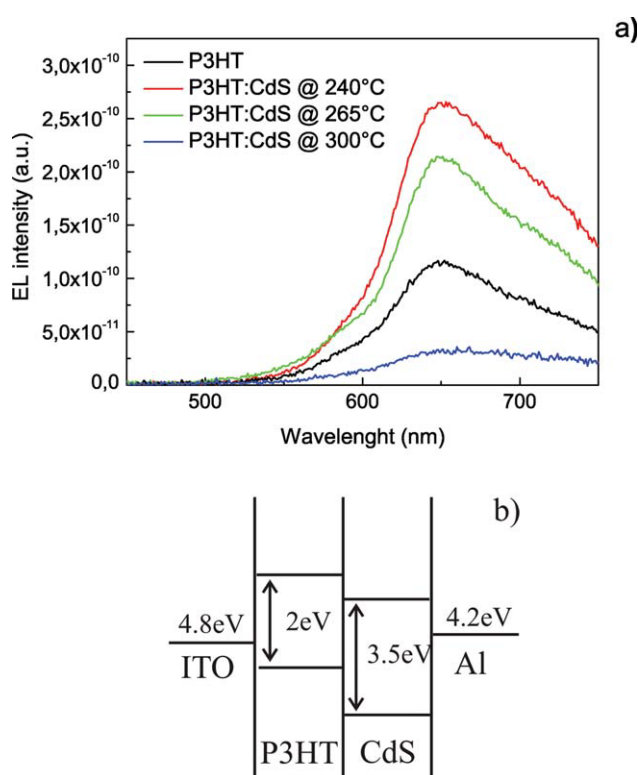 a)
P3HT
P3HT:CdS @ 240°C
P3HT:CdS @ 265°C
P3HT:CdS @ 300°C
3,0x10⁻¹⁰
2,5x10⁻¹⁰
2,0x10⁻¹⁰
1,5x10⁻¹⁰
1,0x10⁻¹⁰
5,0x10⁻¹¹
0,0
EL intensity (a.u.)
500 600 700
Wavelenght (nm)
b)
4.8eV 2eV 3.5eV 4.2eV
ITO Al
P3HT CdS